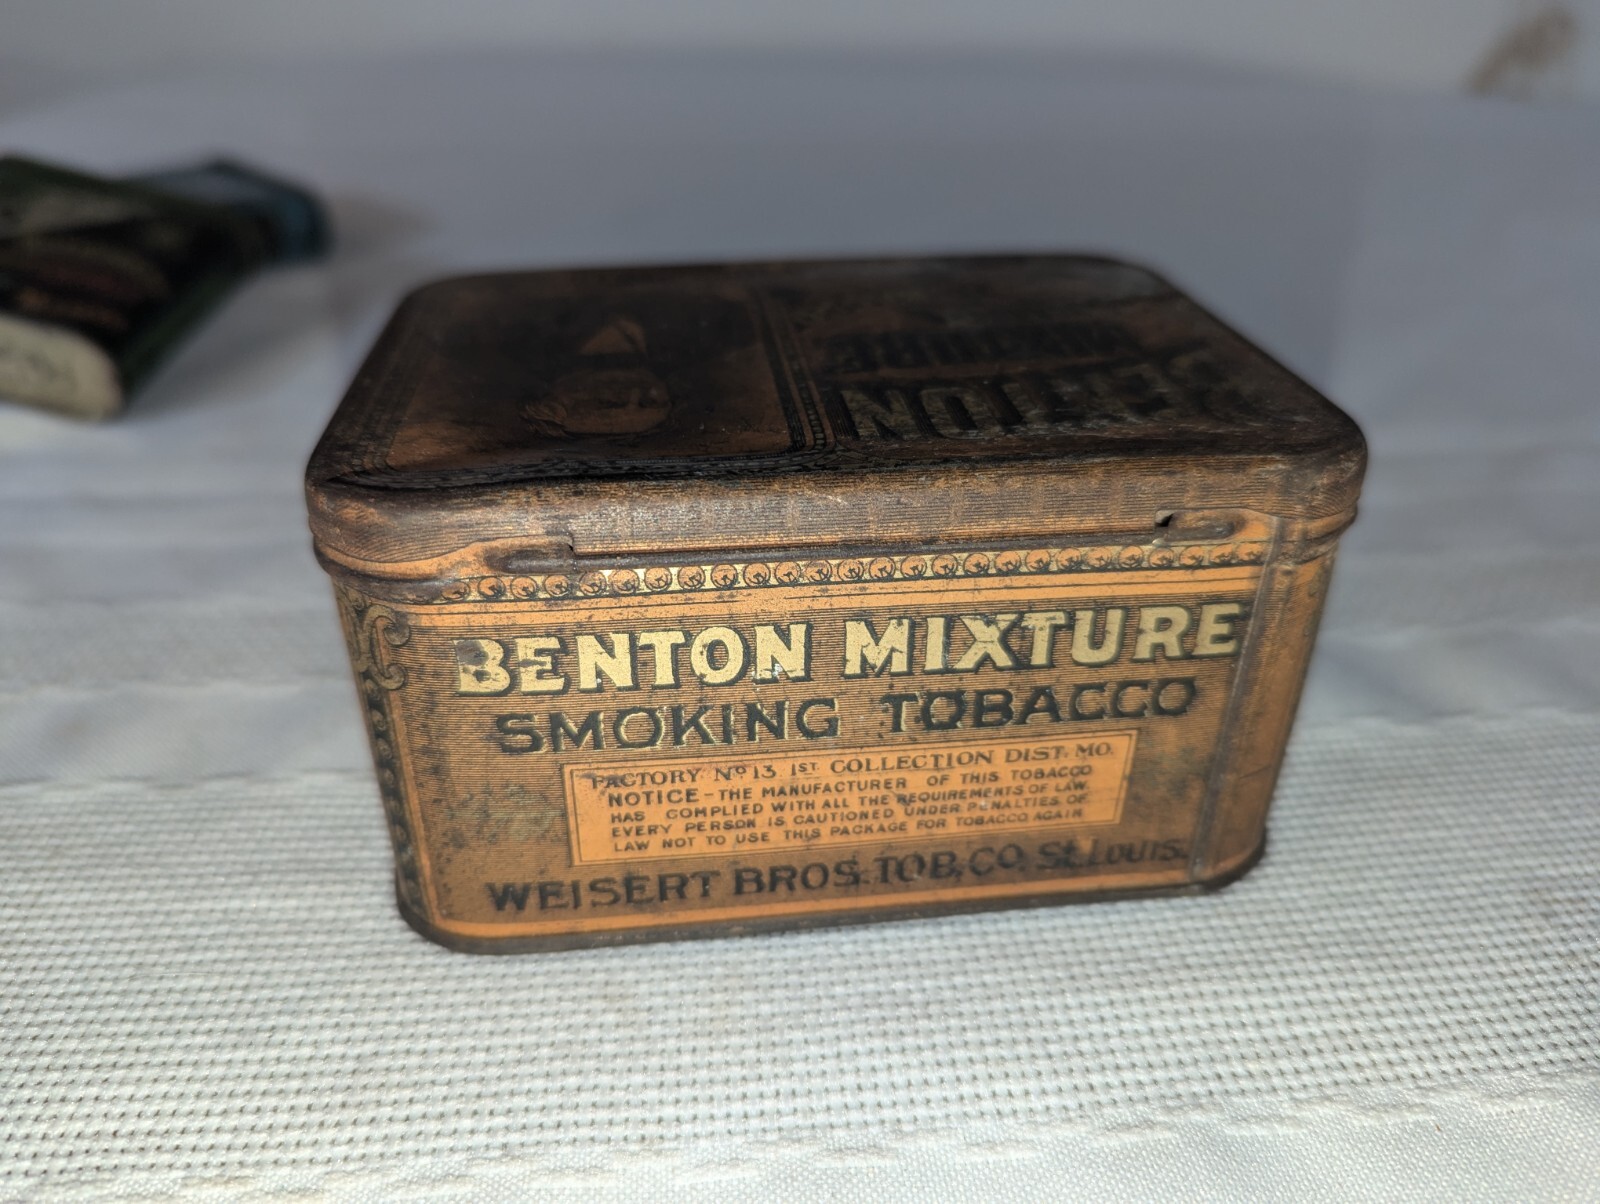 BENTON
MIXTURE
BENTON MIXTURE
SMOKING TOBACCO
FACTORY No 13 1ST COLLECTION DIST. MO.
NOTICE - THE MANUFACTURER OF THIS TOBACCO
HAS COMPLIED WITH ALL THE REQUIREMENTS OF LAW.
EVERY PERSON IS CAUTIONED UNDER PENALTIES OF
LAW NOT TO USE THIS PACKAGE FOR TOBACCO AGAIN
WEISERT BROS. TOB. CO. St. Louis.